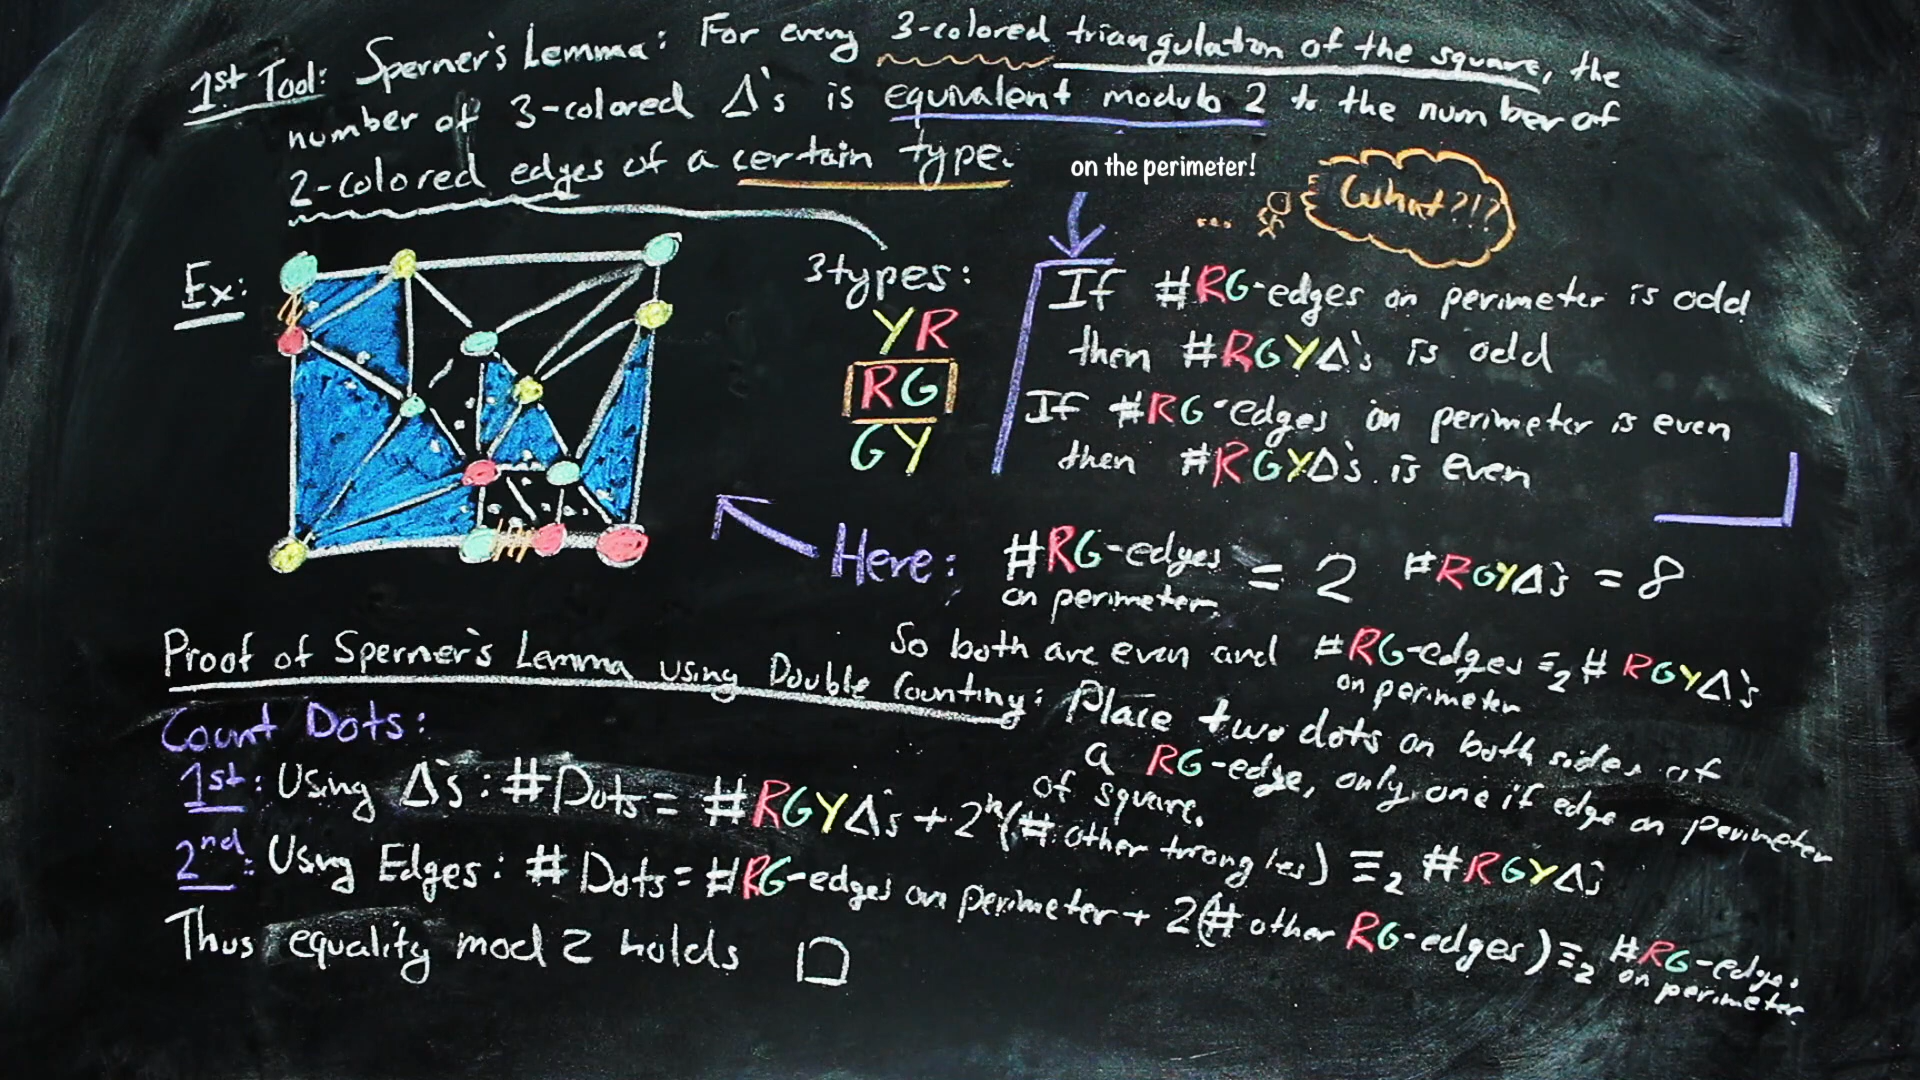 1st Tool: Sperner's Lemma: For every 3-colored triangulation of the square, the
number of 3-colored Δ's is equivalent modulo 2 to the number of
2-colored edges of a certain type.
on the perimeter!
... What?!?
Ex:
3 types:
YR
RG
GY
If #RG-edges on perimeter is odd
then #RGYΔ's is odd
If #RG-edges on perimeter is even
then #RGYΔ's is even
Here: #RG-edges on perimeter = 2 #RGYΔ's = 8
So both are even and #RG-edges on perimeter ≡₂ # RGYΔ's
Proof of Sperner's Lemma using Double Counting: Place two dots on both sides of
a RG-edge, only one if edge on perimeter
of square.
Count Dots:
1st: Using Δ's: #Dots = #RGYΔ's + 2^k(# other triangles) ≡₂ #RGYΔ's
2nd: Using Edges: # Dots = #RG-edges on perimeter + 2(# other RG-edges) ≡₂ #RG-edges on perimeter
Thus equality mod 2 holds □